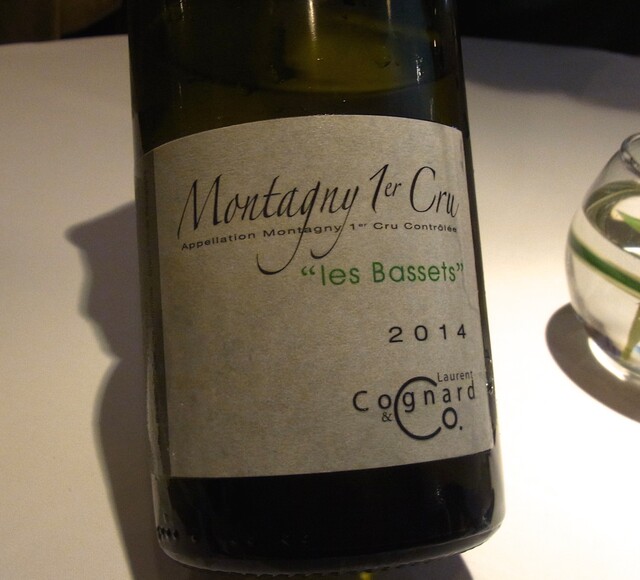 Montagny 1er Cru
Appellation Montagny 1er Cru Contrôlée
“les Bassets”
2014
Laurent
Cognard
& Co.